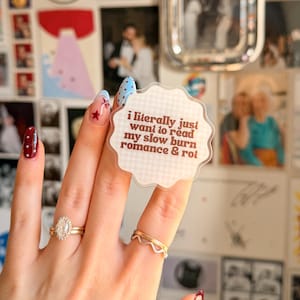 i literally just
want to read
my slow burn
romance & rot